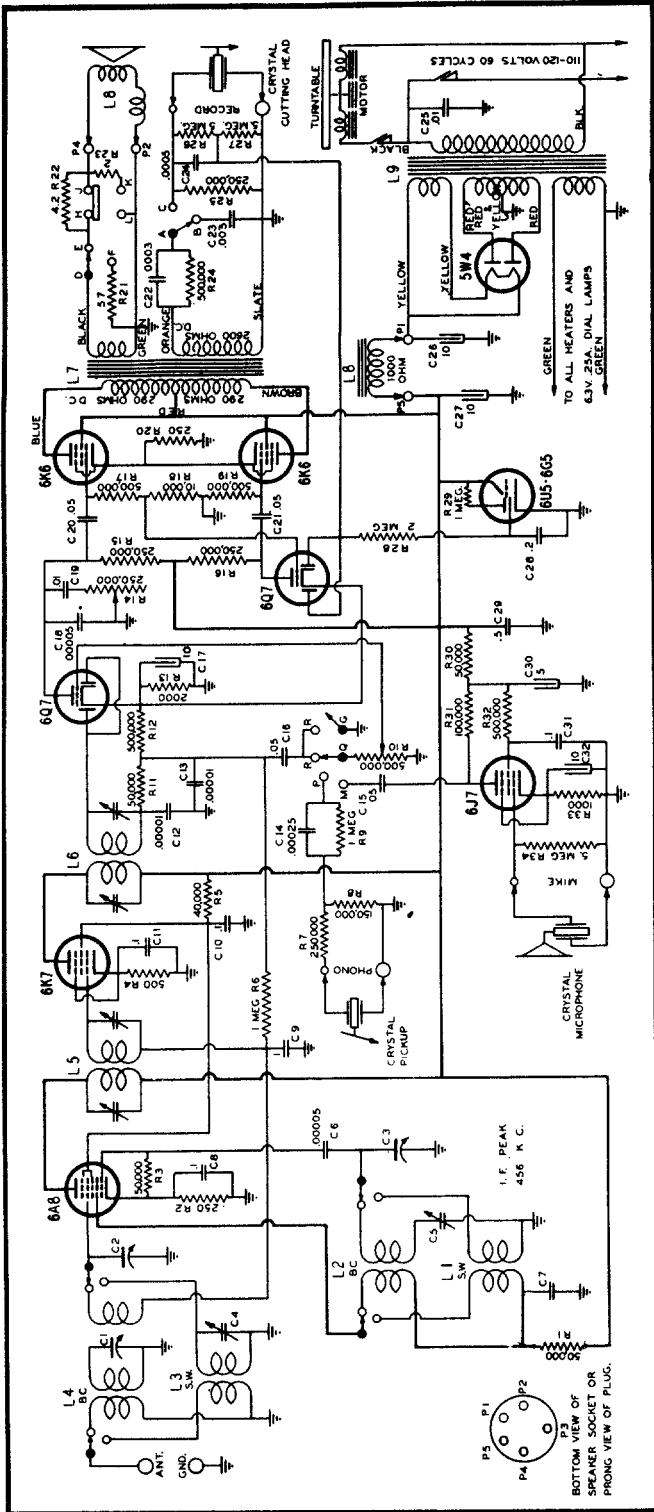 ANT.
GND.
L4
BC
C1
L3
S.W.
C4
C2
6A8
50,000
R3
250 R2
.1
C8
L5
6K7
500 R4
.1
C11
C10 .1
40,000
R5
1 MEG R6
.1
C9
L6
50,000
R11
500,000
R12
.00001
C12
C13
.00001
6Q7
R13
2000
10
C17
C18
.00005
.01
C19
R14
250,000
R15
250,000
R16
250,000
C20 .05
C21 .05
6Q7
6K6
6K6
R17
500,000
R18
10,000
R19
500,000
250 R20
BLUE
BROWN
RED
290 OHMS
290 OHMS
D.C.
L7
BLACK
GREEN
ORANGE
SLATE
D.C.
2600 OHMS
D
E
F
57
R21
H
J
K
L
4.2 R22
R23
2
P4
P2
L8
C22 .0003
500,000
R24
A
B
C
C23
.003
R25
250,000
C24
.0005
R26
.5 MEG.
R27
.5 MEG.
RECORD
CRYSTAL
CUTTING HEAD
TURNTABLE
MOTOR
110-120 VOLTS 60 CYCLES
BLACK
BLK
C25
.01
L9
YELLOW
YELLOW
RED
RED
YELLOW
RED
5W4
GREEN
GREEN
TO ALL HEATERS AND
6.3V. .25A. DIAL LAMPS
L8
1000
OHM
P1
P5
C26
10
C27
10
R29
1 MEG.
6U5-6G5
R28
2 MEG
C28 .2
R30
50,000
.5 C29
R31
100,000
R32
500,000
C30
.5
C31
.1
10
C32
6J7
R33
1000
5. MEG R34
MIKE
CRYSTAL
MICROPHONE
.05 C16
R
R
G
Q
P
M
R10
500,000
C15
.05
C14
.00025
1 MEG
R9
R7
250,000
R8
150,000
PHONO
CRYSTAL
PICKUP
.00005
C6
C3
C5
L2
BC
L1
S.W.
C7
R1
50,000
I.F. PEAK
456 K.C.
P1
P2
P3
P4
P5
BOTTOM VIEW OF
SPEAKER SOCKET OR
PRONG VIEW OF PLUG.